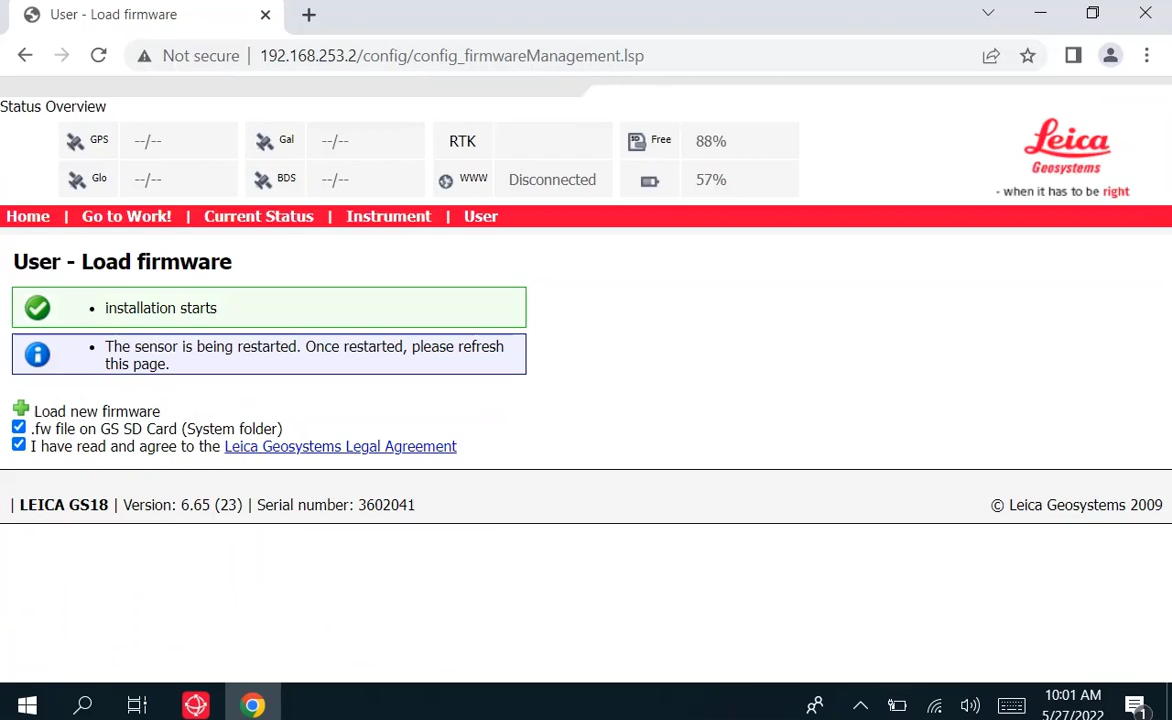 User - Load firmware
Not secure
192.168.253.2/config/config_firmwareManagement.lsp
Status Overview
GPS --/-- Gal --/-- RTK SD Free 88%
Glo --/-- BDS --/-- WWW Disconnected 57%
Leica
Geosystems
- when it has to be right
Home | Go to Work! | Current Status | Instrument | User
User - Load firmware
• installation starts
• The sensor is being restarted. Once restarted, please refresh
this page.
Load new firmware
.fw file on GS SD Card (System folder)
I have read and agree to the Leica Geosystems Legal Agreement
| LEICA GS18 | Version: 6.65 (23) | Serial number: 3602041
© Leica Geosystems 2009
10:01 AM
5/27/2022
1